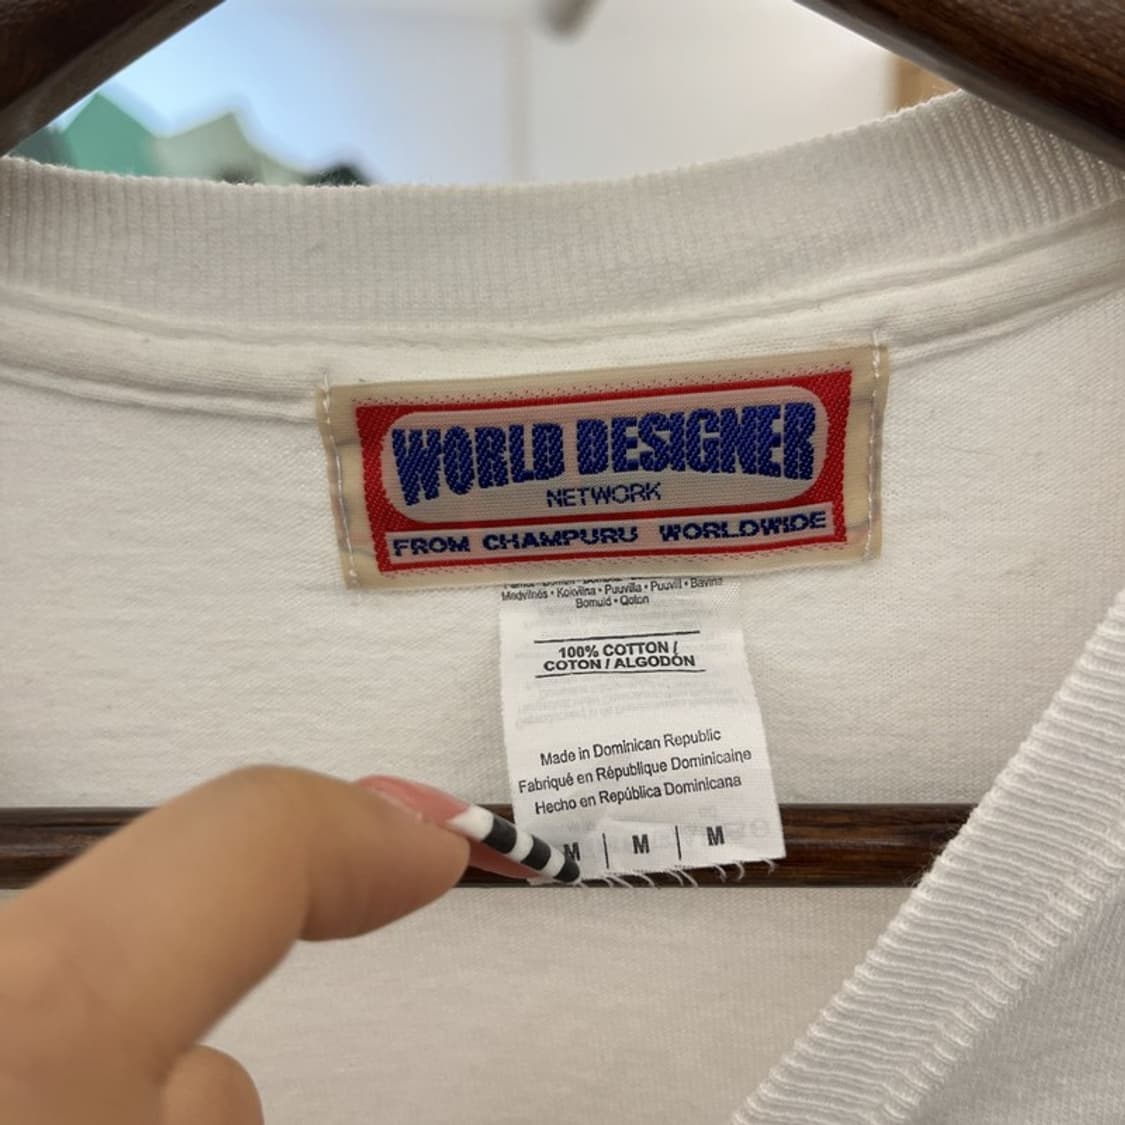 WORLD DESIGNER
NETWORK
FROM CHAMPURU WORLDWIDE
Medvilnės • Kokvilna • Puuvilla • Puuvill • Bavlna
Bomuld • Qoton
100% COTTON /
COTON / ALGODÓN
Made in Dominican Republic
Fabriqué en République Dominicaine
Hecho en República Dominicana
M | M | M